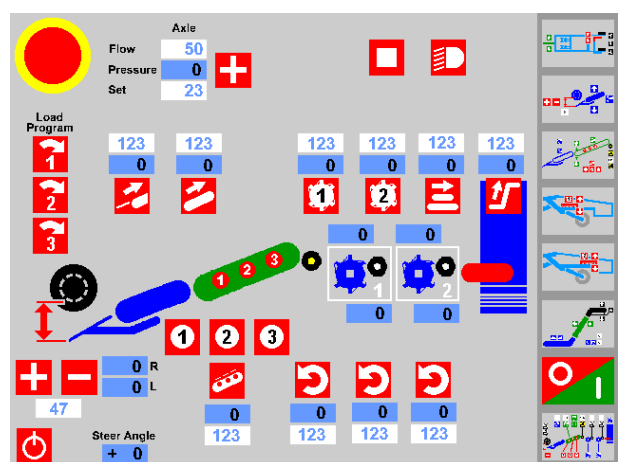 Axle
Flow 50
Pressure 0
Set 23
Load
Program
1
2
3
123 123 123 123 123 123
0 0 0 0 0 0
1 2
0 0
1 2 3
1 2
0 0
1 2 3
0 R
0 L
47
0 0 0 0
123 123 123 123
Steer Angle
+ 0